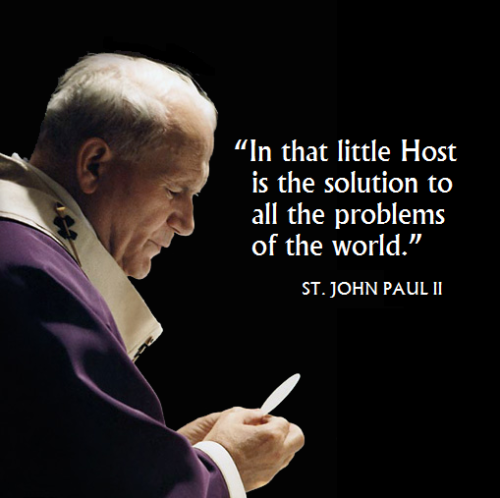 “In that little Host
is the solution to
all the problems
of the world.”
ST. JOHN PAUL II